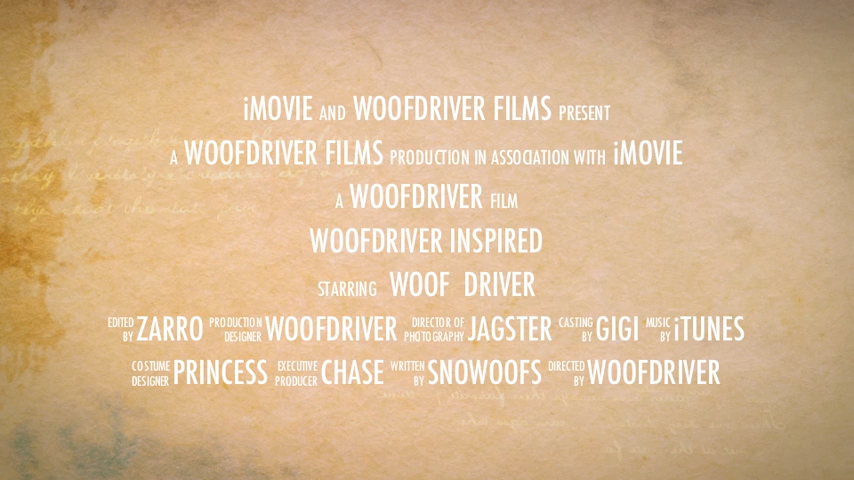 iMOVIE AND WOOFDRIVER FILMS PRESENT
A WOOFDRIVER FILMS PRODUCTION IN ASSOCIATION WITH iMOVIE
A WOOFDRIVER FILM
WOOFDRIVER INSPIRED
STARRING WOOF DRIVER
EDITED BY ZARRO PRODUCTION DESIGNER WOOFDRIVER DIRECTOR OF PHOTOGRAPHY JAGSTER CASTING BY GIGI MUSIC BY iTUNES
COSTUME DESIGNER PRINCESS EXECUTIVE PRODUCER CHASE WRITTEN BY SNOWOOFS DIRECTED BY WOOFDRIVER